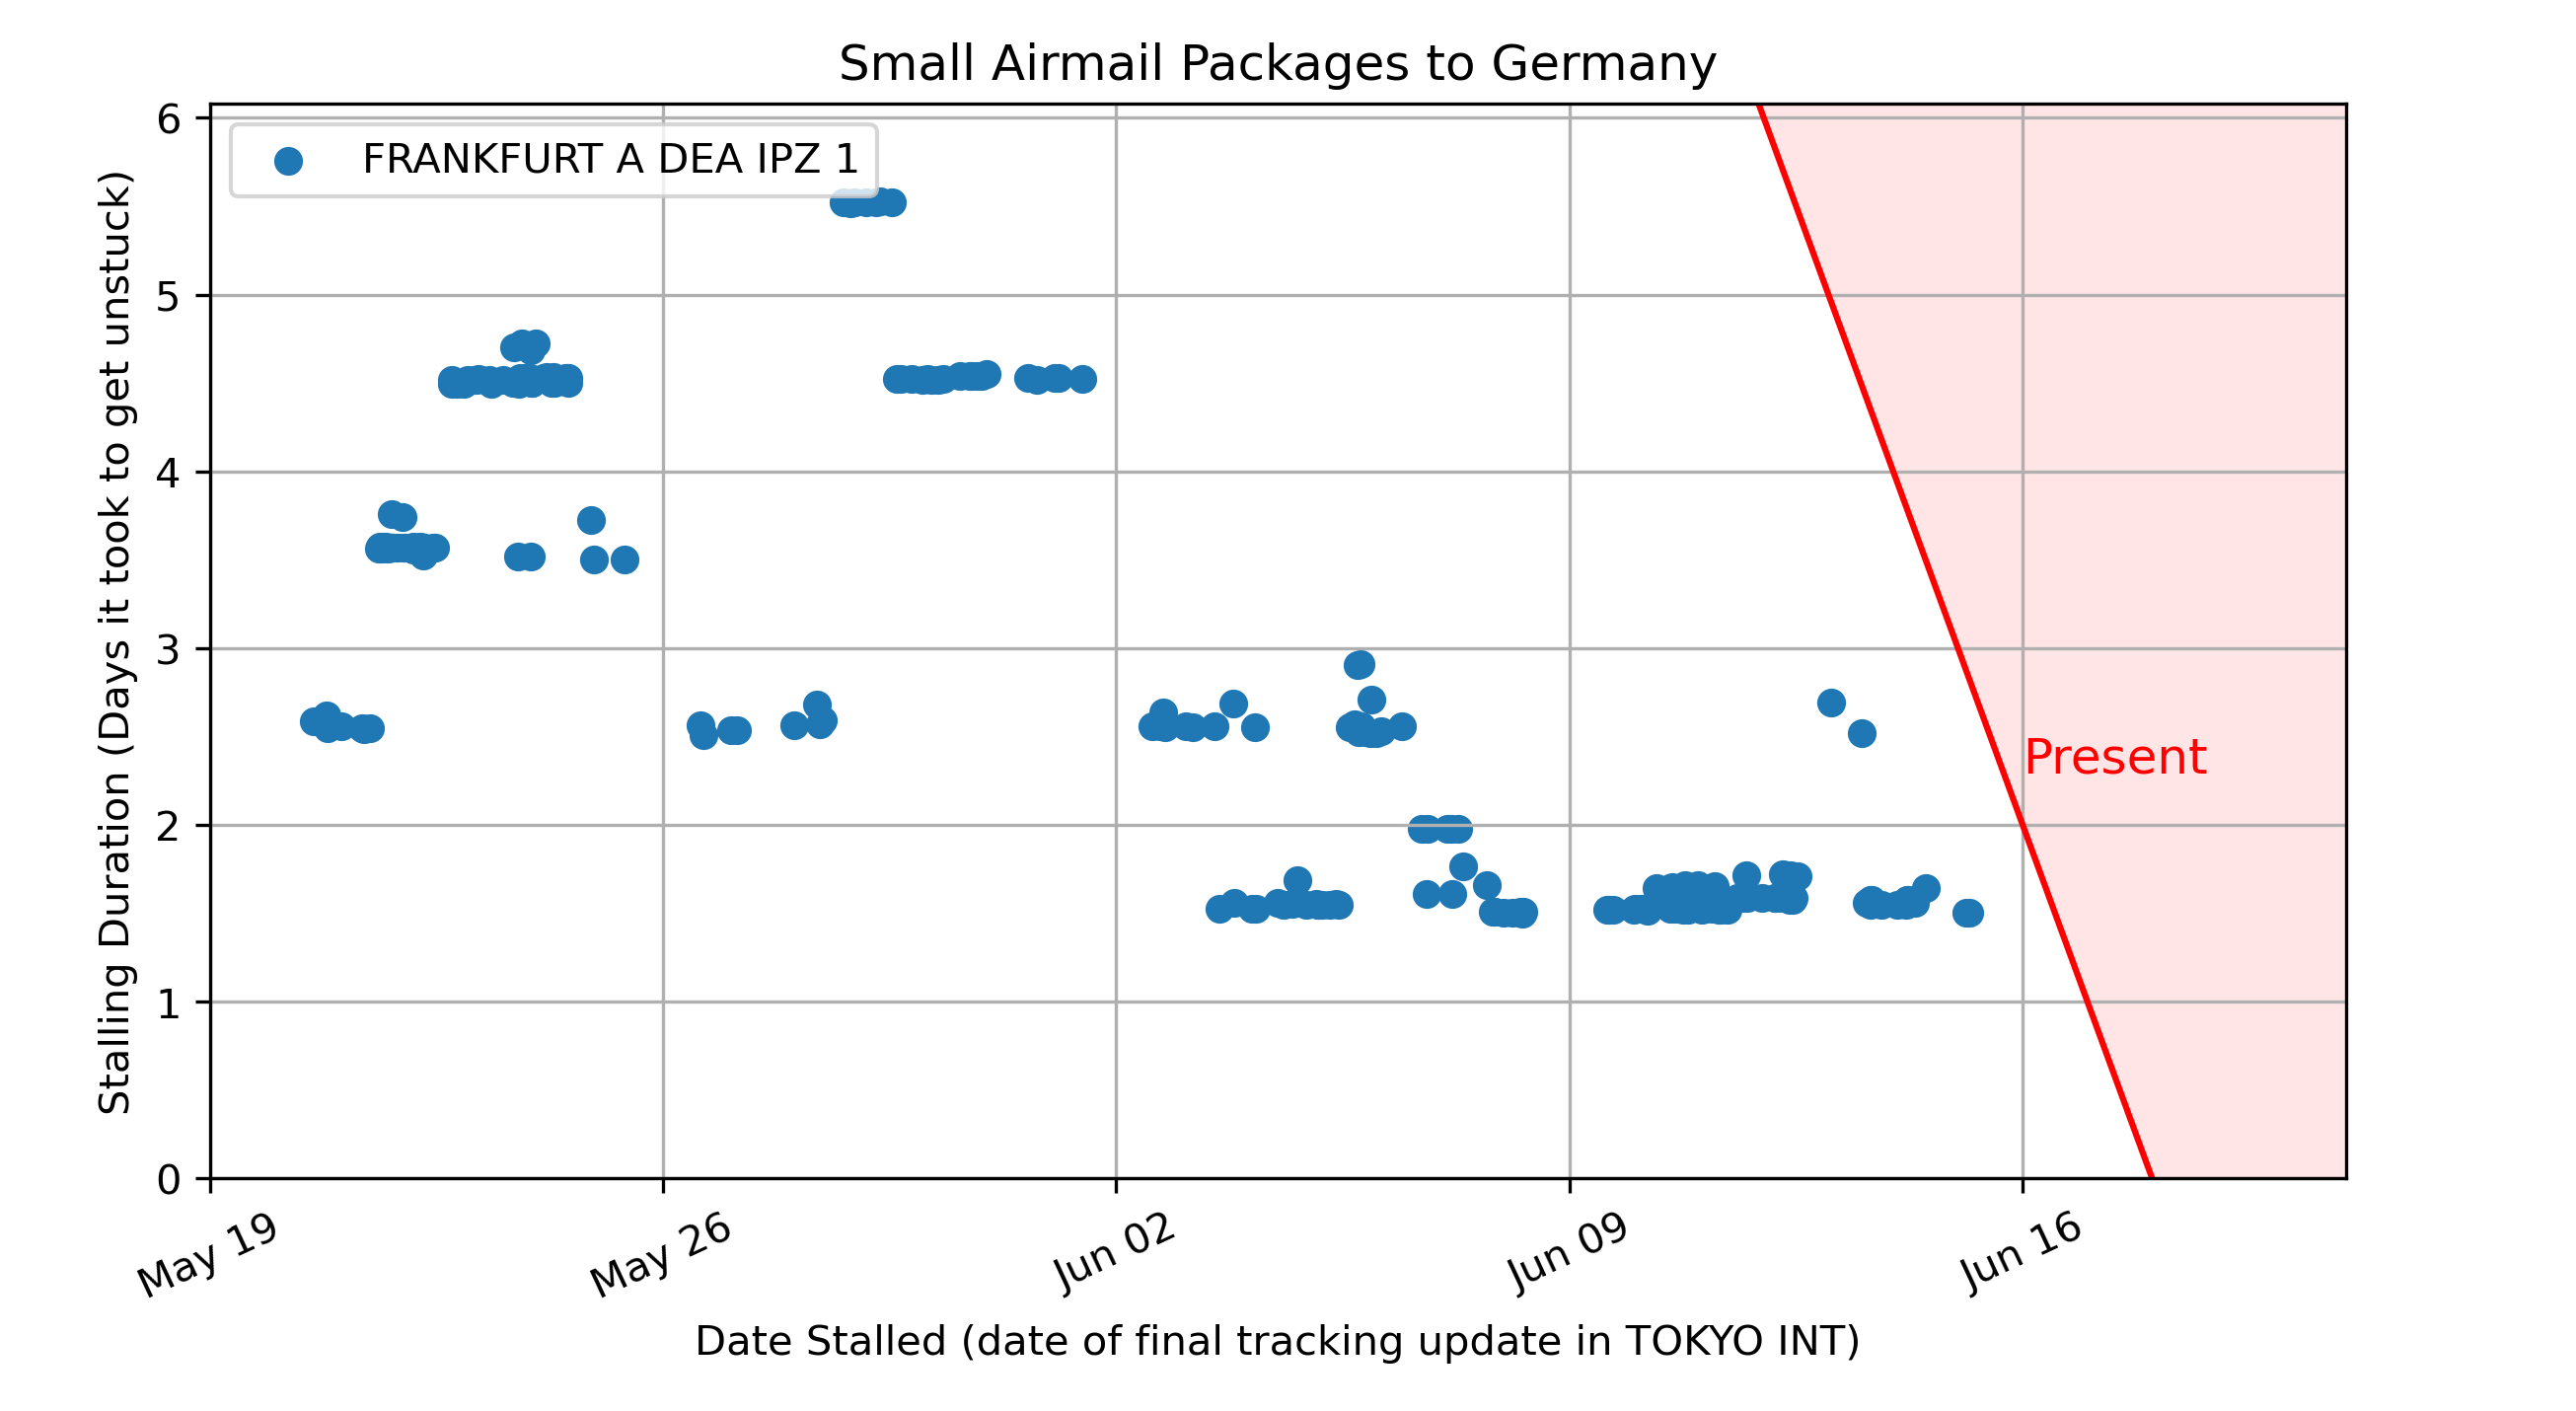 Small Airmail Packages to Germany
FRANKFURT A DEA IPZ 1
Stalling Duration (Days it took to get unstuck)
6
5
4
3
2
1
0
Present
May 19
May 26
Jun 02
Jun 09
Jun 16
Date Stalled (date of final tracking update in TOKYO INT)